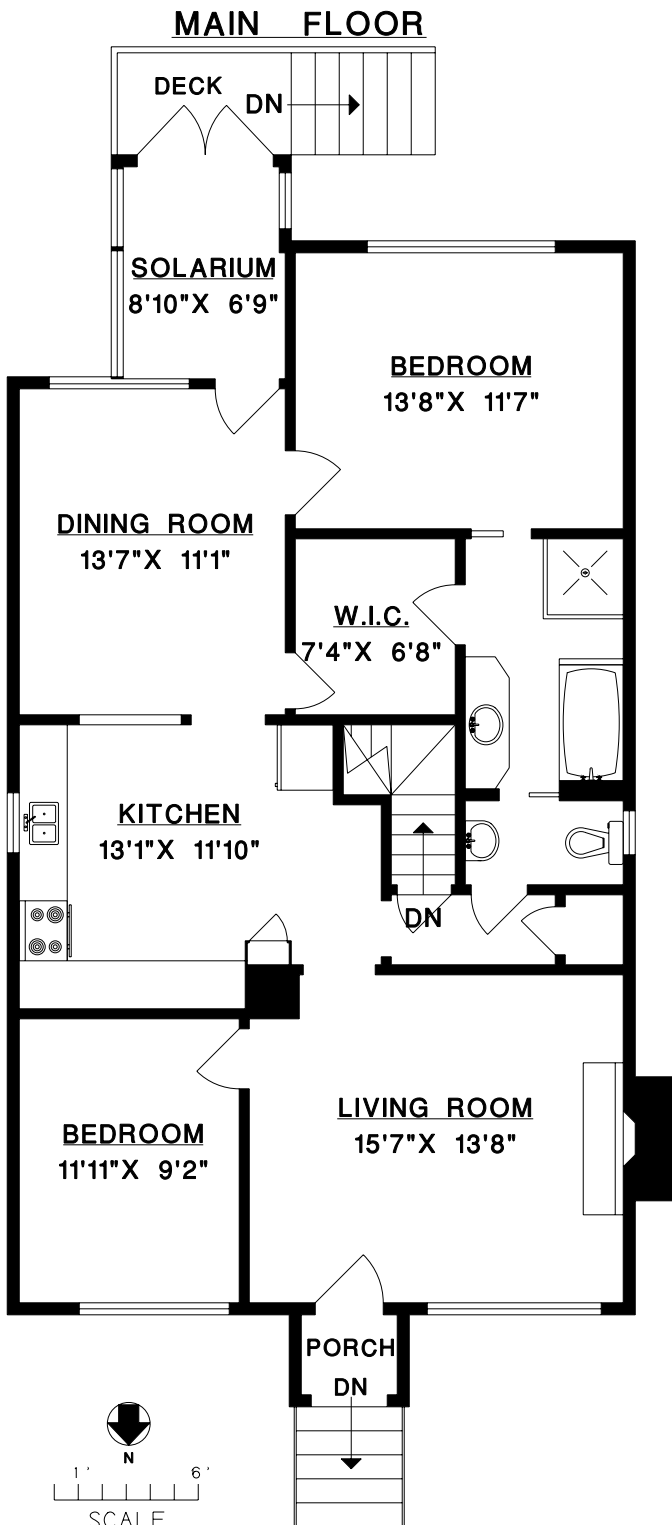 MAIN FLOOR
DECK
DN
SOLARIUM
8'10"X 6'9"
BEDROOM
13'8"X 11'7"
DINING ROOM
13'7"X 11'1"
W.I.C.
7'4"X 6'8"
KITCHEN
13'1"X 11'10"
DN
LIVING ROOM
15'7"X 13'8"
BEDROOM
11'11"X 9'2"
PORCH
DN
N
1' 6'
SCALE